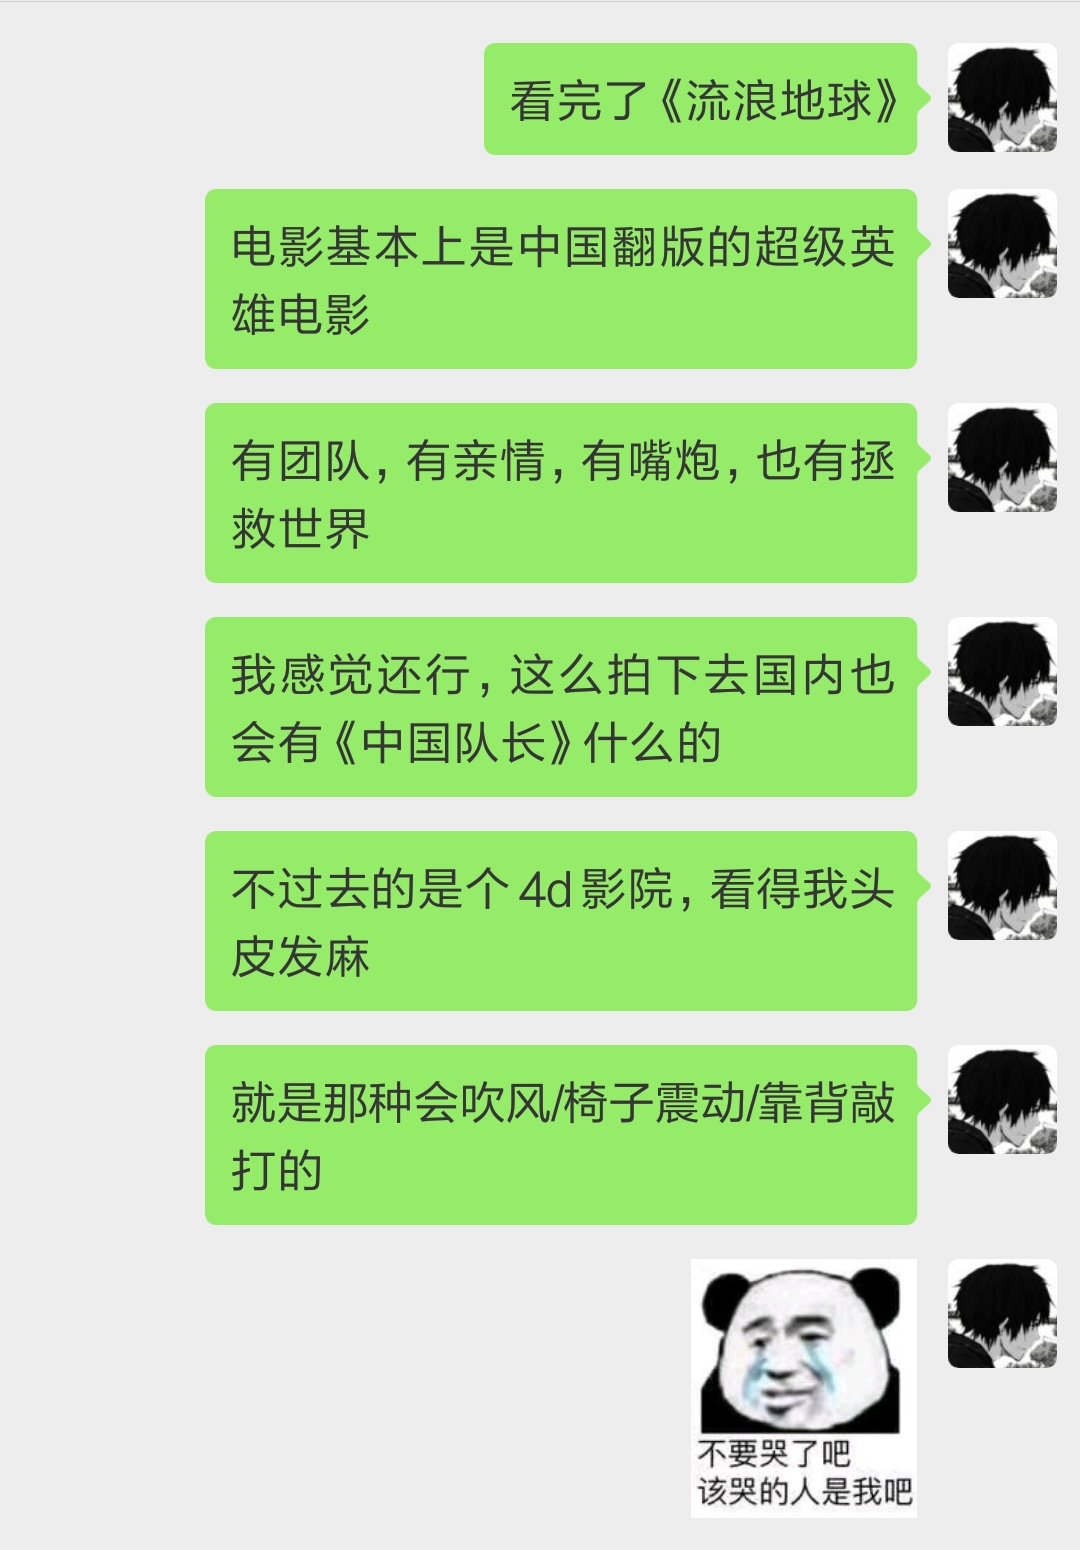 看完了《流浪地球》
电影基本上是中国翻版的超级英
雄电影
有团队，有亲情，有嘴炮，也有拯
救世界
我感觉还行，这么拍下去国内也
会有《中国队长》什么的
不过去的是个4d影院，看得我头
皮发麻
就是那种会吹风/椅子震动/靠背敲
打的
不要哭了吧
该哭的人是我吧